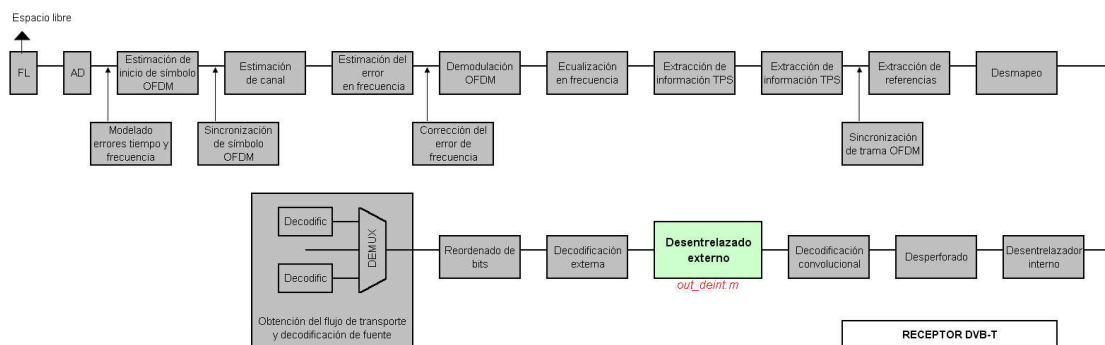 Espacio libre
FL
AD
Estimación de
inicio de símbolo
OFDM
Estimación
de canal
Estimación del error
en frecuencia
Demodulación
OFDM
Ecualización
en frecuencia
Extracción de
información TPS
Extracción de
información TPS
Extracción de
referencias
Desmapeo
Modelado
errores tiempo y
frecuencia
Sincronización
de símbolo
OFDM
Corrección del
error de
frecuencia
Sincronización
de trama OFDM
Decodific
Decodific
DEMUX
Obtención del flujo de transporte
y decodificación de fuente
Reordenado de
bits
Decodificación
externa
Desentrelazado
externo
out_deint.m
Decodificación
convolucional
Desperforado
Desentrelazador
interno
RECEPTOR DVB-T